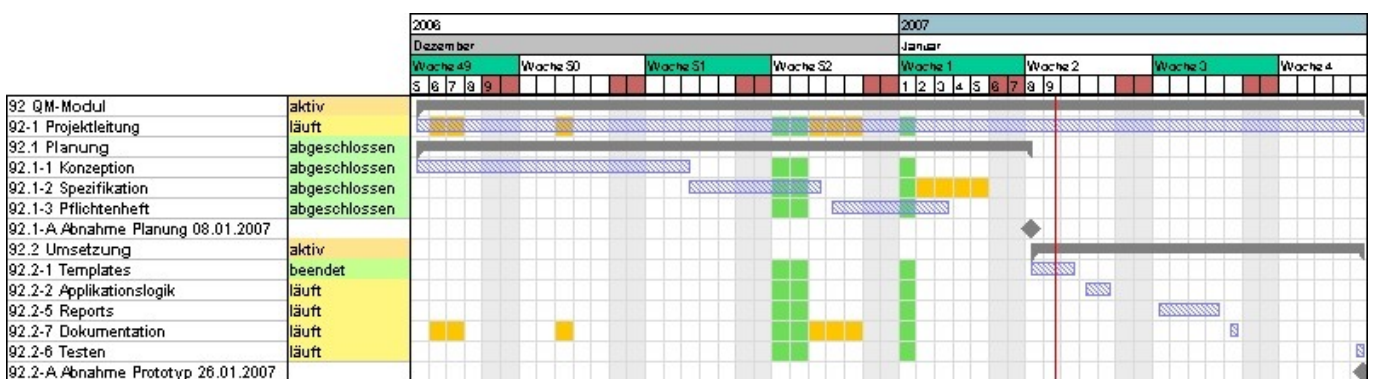 2006 2007
Dezember Januar
Woche 49 Woche 50 Woche 51 Woche 52 Woche 1 Woche 2 Woche 3 Woche 4
5 6 7 8 9 1 2 3 4 5 6 7 8 9
92 QM-Modul aktiv
92-1 Projektleitung läuft
92.1 Planung abgeschlossen
92.1-1 Konzeption abgeschlossen
92.1-2 Spezifikation abgeschlossen
92.1-3 Pflichtenheft abgeschlossen
92.1-A Abnahme Planung 08.01.2007
92.2 Umsetzung aktiv
92.2-1 Templates beendet
92.2-2 Applikationslogik läuft
92.2-5 Reports läuft
92.2-7 Dokumentation läuft
92.2-6 Testen läuft
92.2-A Abnahme Prototyp 26.01.2007